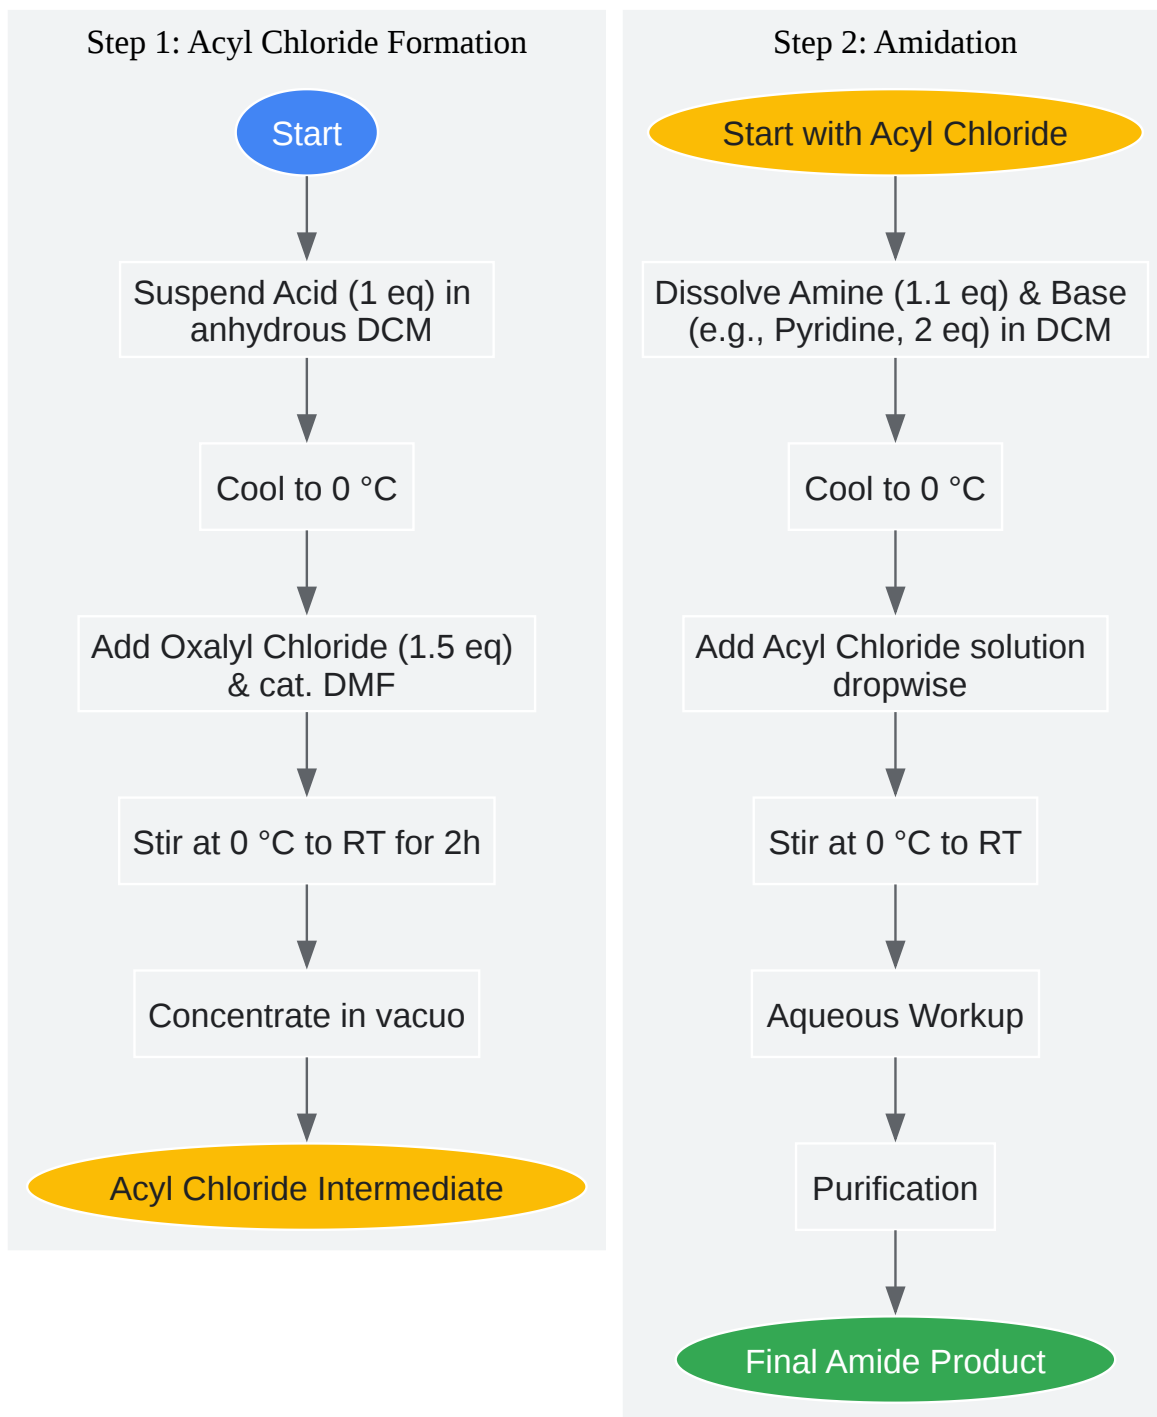 Step 1: Acyl Chloride Formation
Start
Suspend Acid (1 eq) in
anhydrous DCM
Cool to 0 °C
Add Oxalyl Chloride (1.5 eq)
& cat. DMF
Stir at 0 °C to RT for 2h
Concentrate in vacuo
Acyl Chloride Intermediate
Step 2: Amidation
Start with Acyl Chloride
Dissolve Amine (1.1 eq) & Base
(e.g., Pyridine, 2 eq) in DCM
Cool to 0 °C
Add Acyl Chloride solution
dropwise
Stir at 0 °C to RT
Aqueous Workup
Purification
Final Amide Product